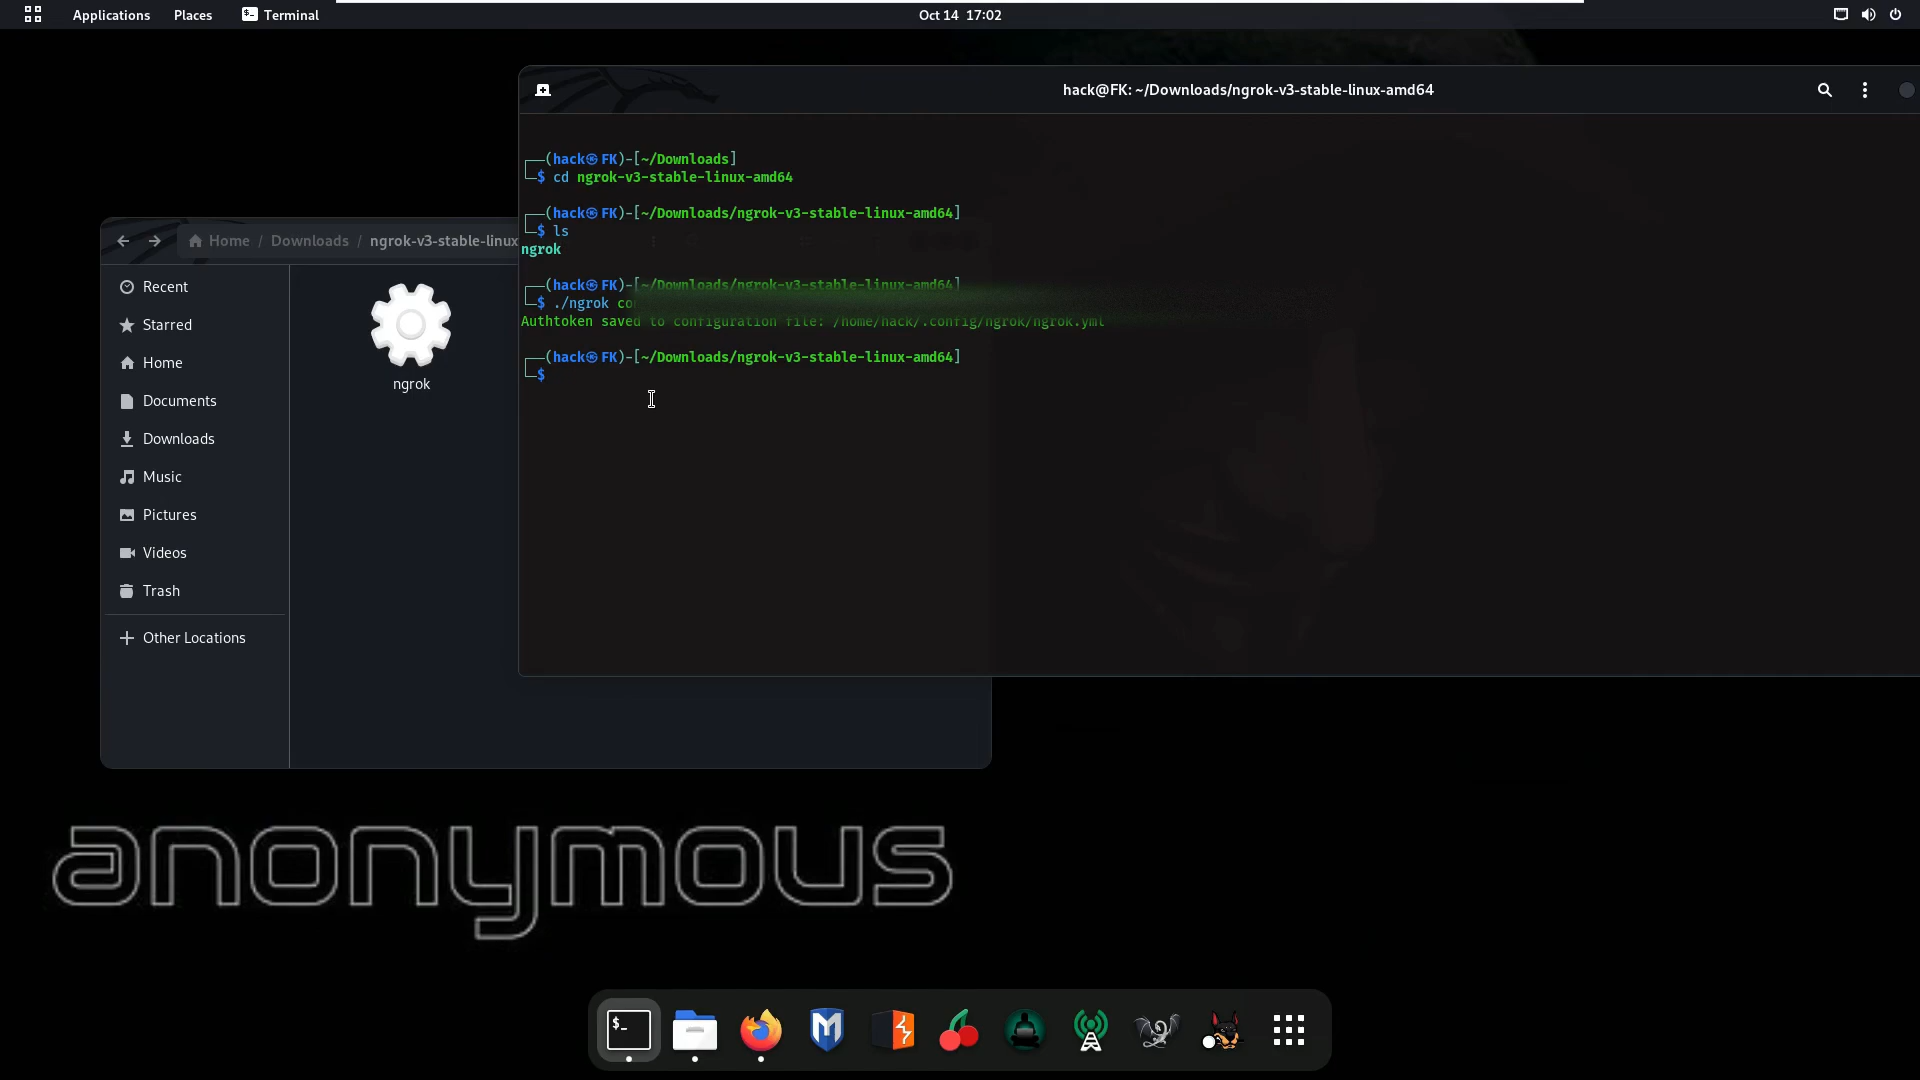 Applications Places Terminal Oct 14 17:02
hack@FK: ~/Downloads/ngrok-v3-stable-linux-amd64
┌──(hack㉿FK)-[~/Downloads]
└─$ cd ngrok-v3-stable-linux-amd64
┌──(hack㉿FK)-[~/Downloads/ngrok-v3-stable-linux-amd64]
└─$ ls
ngrok
┌──(hack㉿FK)-[~/Downloads/ngrok-v3-stable-linux-amd64]
└─$ ./ngrok co
Authtoken saved to configuration file: /home/hack/.config/ngrok/ngrok.yml
┌──(hack㉿FK)-[~/Downloads/ngrok-v3-stable-linux-amd64]
└─$
Home / Downloads / ngrok-v3-stable-linux
Recent
Starred
Home
Documents
Downloads
Music
Pictures
Videos
Trash
Other Locations
ngrok
anonymous
$_